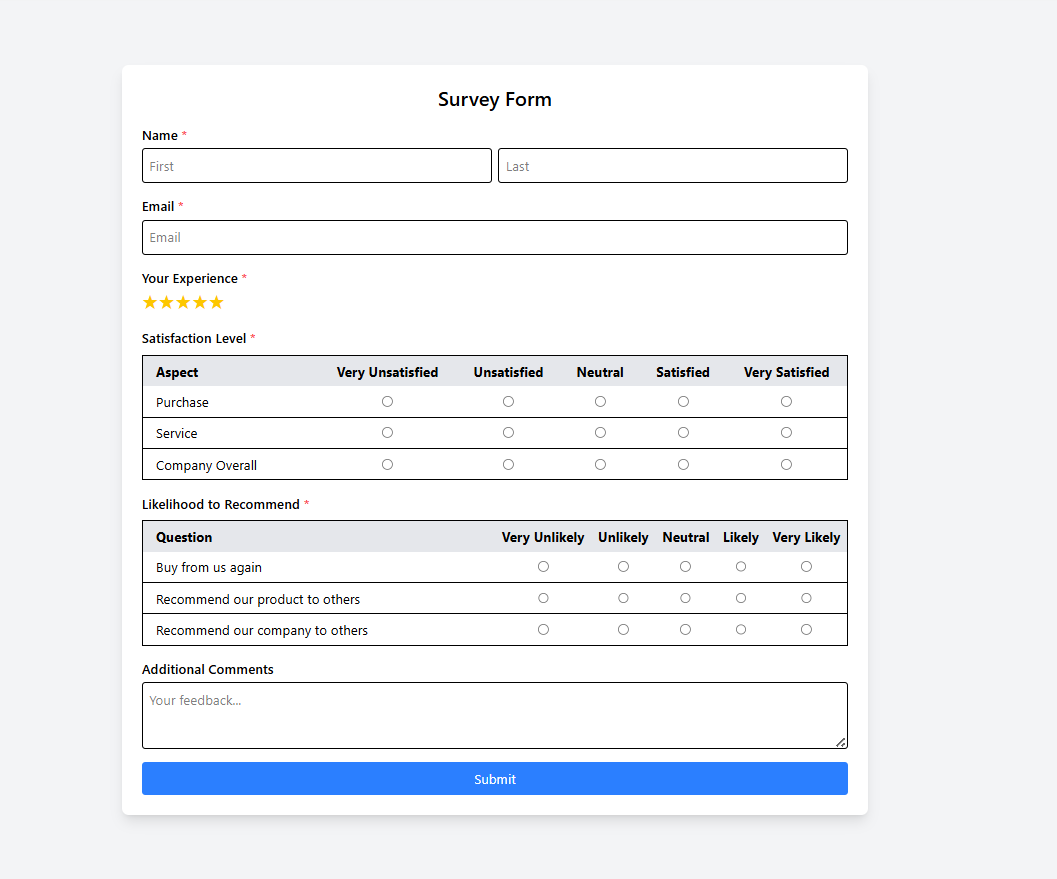 Survey Form
Name *
First Last
Email *
Email
Your Experience *
★★★★★
Satisfaction Level *
Aspect Very Unsatisfied Unsatisfied Neutral Satisfied Very Satisfied
Purchase
Service
Company Overall
Likelihood to Recommend *
Question Very Unlikely Unlikely Neutral Likely Very Likely
Buy from us again
Recommend our product to others
Recommend our company to others
Additional Comments
Your feedback...
Submit